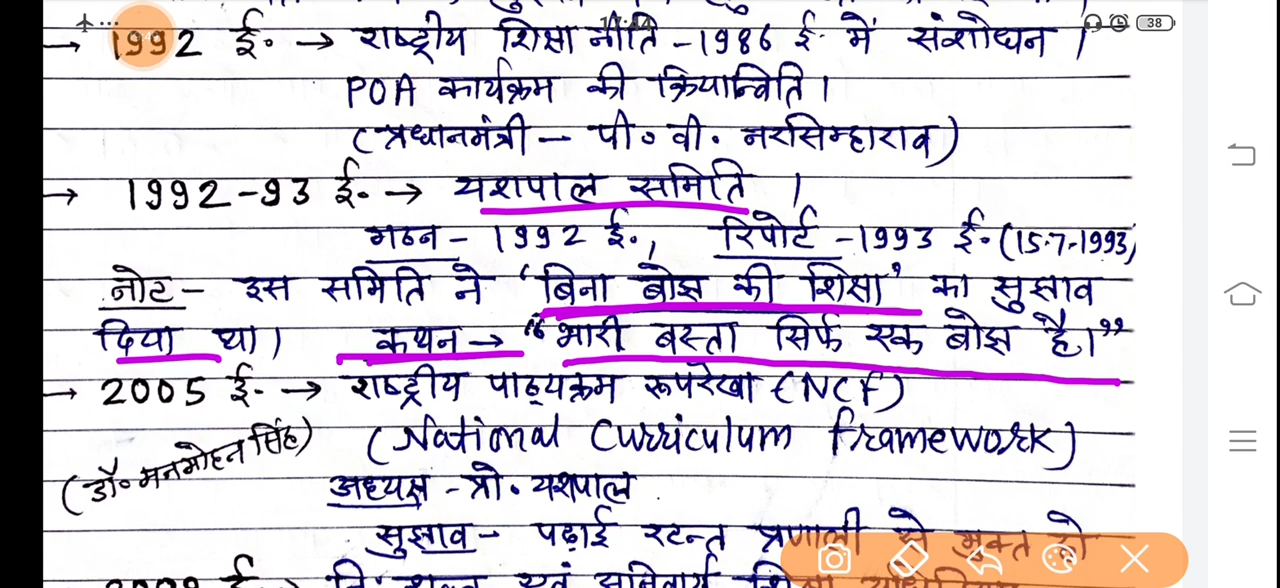 38
→ 1992 ई. → राष्ट्रीय शिक्षा नीति - 1986 ई. में संशोधन ।
POA कार्यक्रम की क्रियान्विति ।
(प्रधानमंत्री - पी० वी. नरसिम्हाराव)
→ 1992-93 ई. → यशपाल समिति ।
गठन - 1992 ई., रिपोर्ट - 1993 ई. (15.7.1993)
नोट - इस समिति ने 'बिना बोझ की शिक्षा' का सुझाव
दिया था। कथन → "भारी बस्ता सिर्फ एक बोझ है।"
→ 2005 ई. → राष्ट्रीय पाठ्यक्रम रूपरेखा (NCF)
(डॉ. मनमोहन सिंह) (National Curriculum Framework)
अध्यक्ष - प्रो. यशपाल
सुझाव - पढ़ाई रटन्त प्रणाली से मुक्त हो